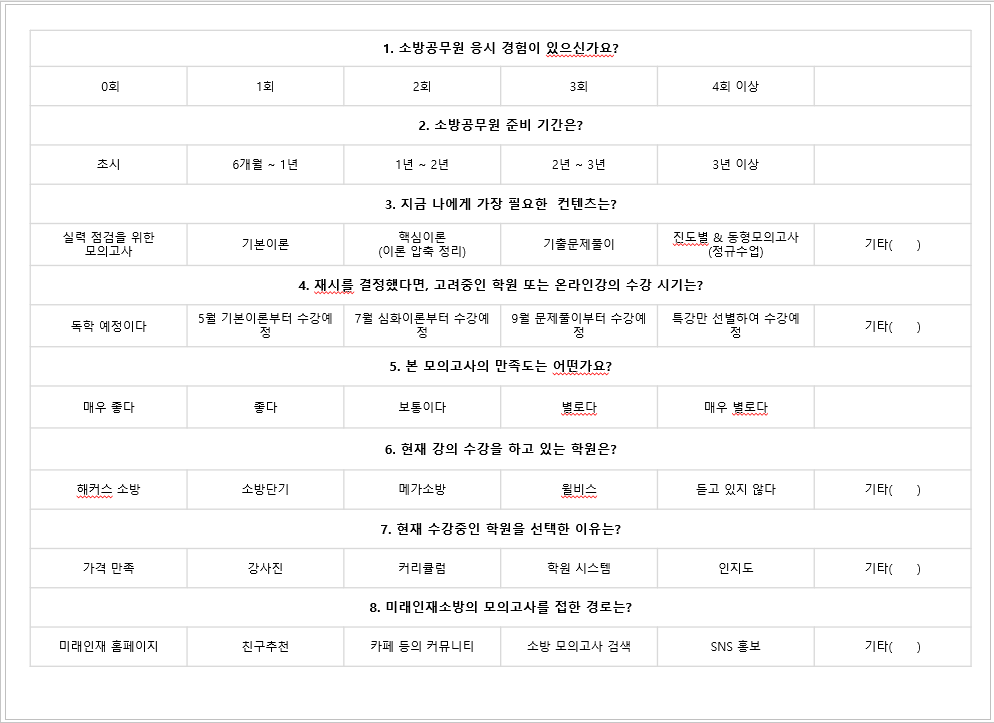 1. 소방공무원 응시 경험이 있으신가요?
0회 1회 2회 3회 4회 이상
2. 소방공무원 준비 기간은?
초시 6개월 ~ 1년 1년 ~ 2년 2년 ~ 3년 3년 이상
3. 지금 나에게 가장 필요한  컨텐츠는?
실력 점검을 위한
모의고사
기본이론
핵심이론
(이론 압축 정리)
기출문제풀이
진도별 & 동형모의고사
(정규수업)
기타(      )
4. 재시를 결정했다면, 고려중인 학원 또는 온라인강의 수강 시기는?
독학 예정이다
5월 기본이론부터 수강예
정
7월 심화이론부터 수강예
정
9월 문제풀이부터 수강예
정
특강만 선별하여 수강예
정
기타(      )
5. 본 모의고사의 만족도는 어떤가요?
매우 좋다 좋다 보통이다 별로다 매우 별로다
6. 현재 강의 수강을 하고 있는 학원은?
해커스 소방 소방단기 메가소방 윌비스 듣고 있지 않다 기타(      )
7. 현재 수강중인 학원을 선택한 이유는?
가격 만족 강사진 커리큘럼 학원 시스템 인지도 기타(      )
8. 미래인재소방의 모의고사를 접한 경로는?
미래인재 홈페이지 친구추천 카페 등의 커뮤니티 소방 모의고사 검색 SNS 홍보 기타(      )